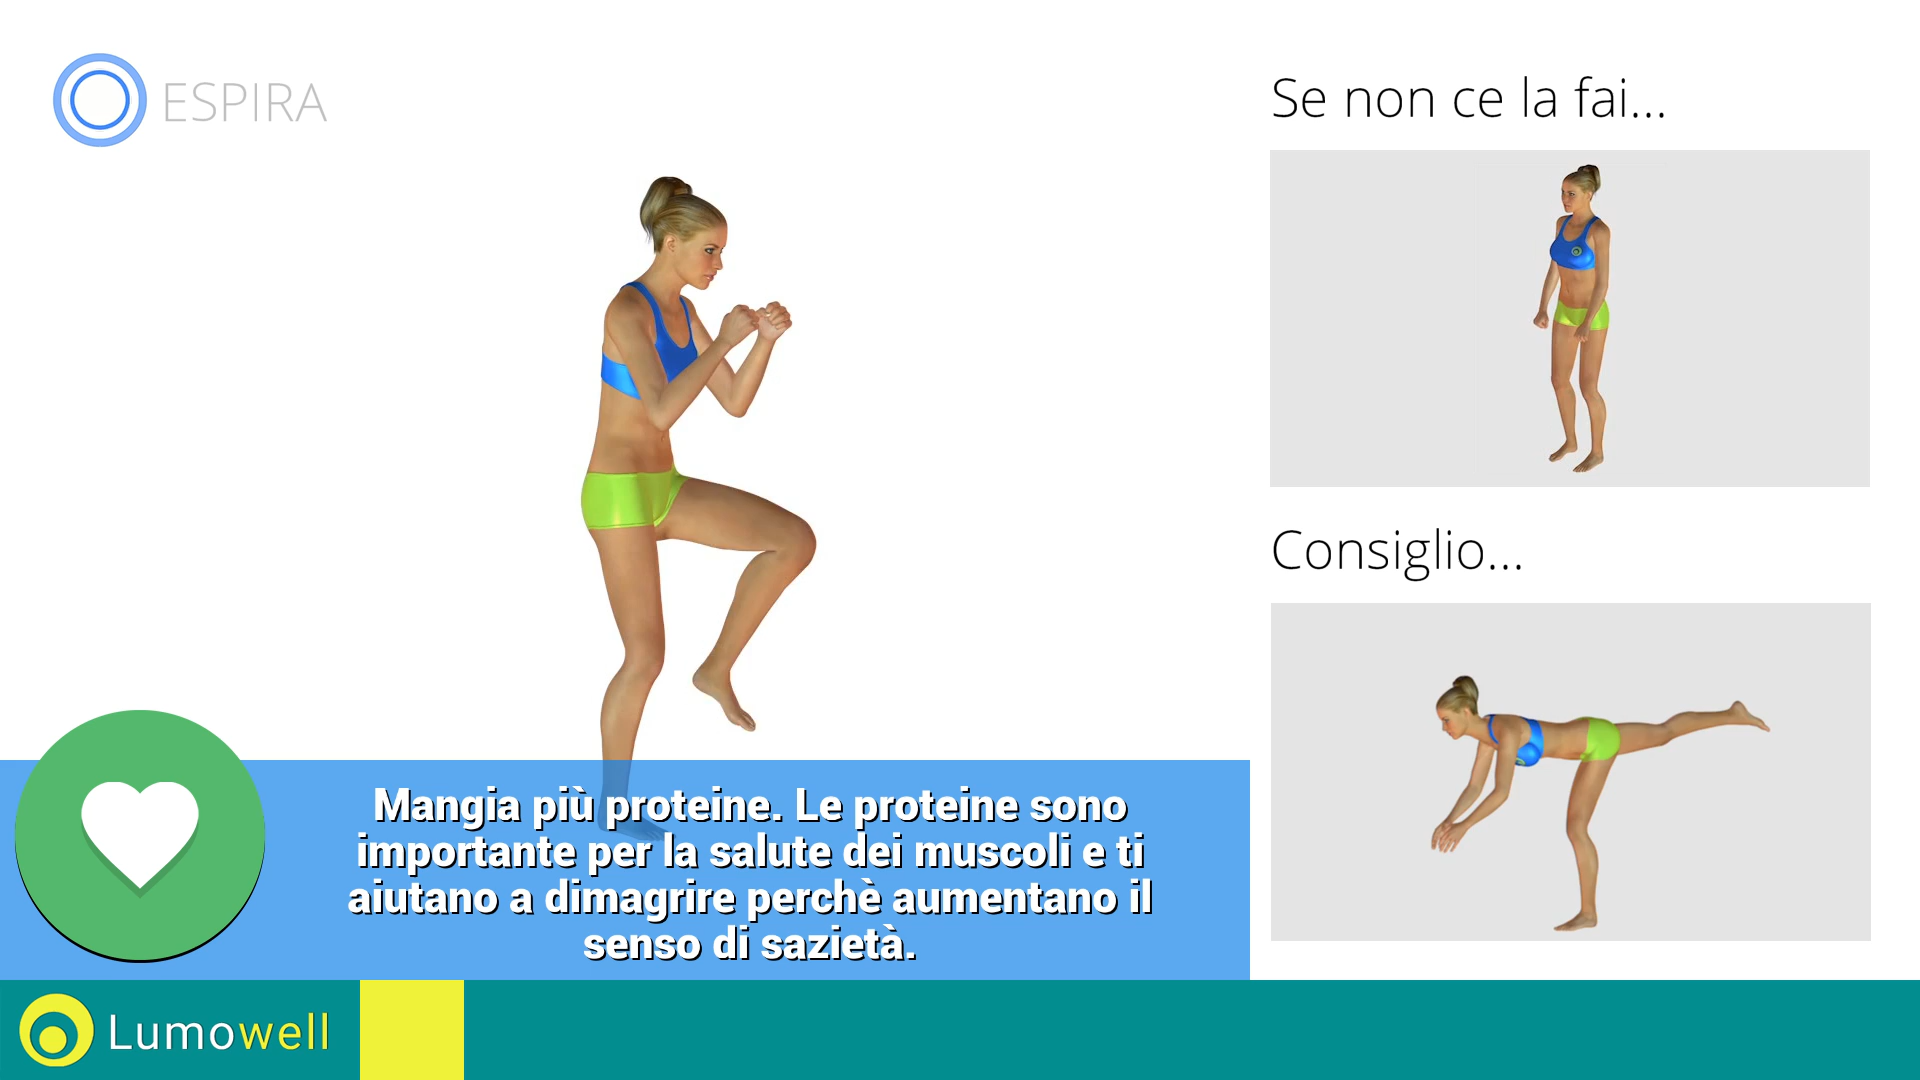 ESPIRA
Se non ce la fai...
Consiglio...
Mangia più proteine. Le proteine sono
importante per la salute dei muscoli e ti
aiutano a dimagrire perchè aumentano il
senso di sazietà.
Lumowell